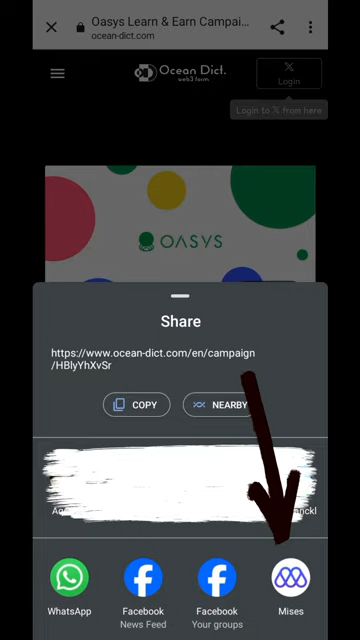 Oasys Learn & Earn Campai...
ocean-dict.com
Ocean Dict.
web3 form
Login
Login to X from here
OASYS
Share
https://www.ocean-dict.com/en/campaign
/HBlyYhXvSr
COPY
NEARBY
WhatsApp
Facebook
News Feed
Facebook
Your groups
Mises